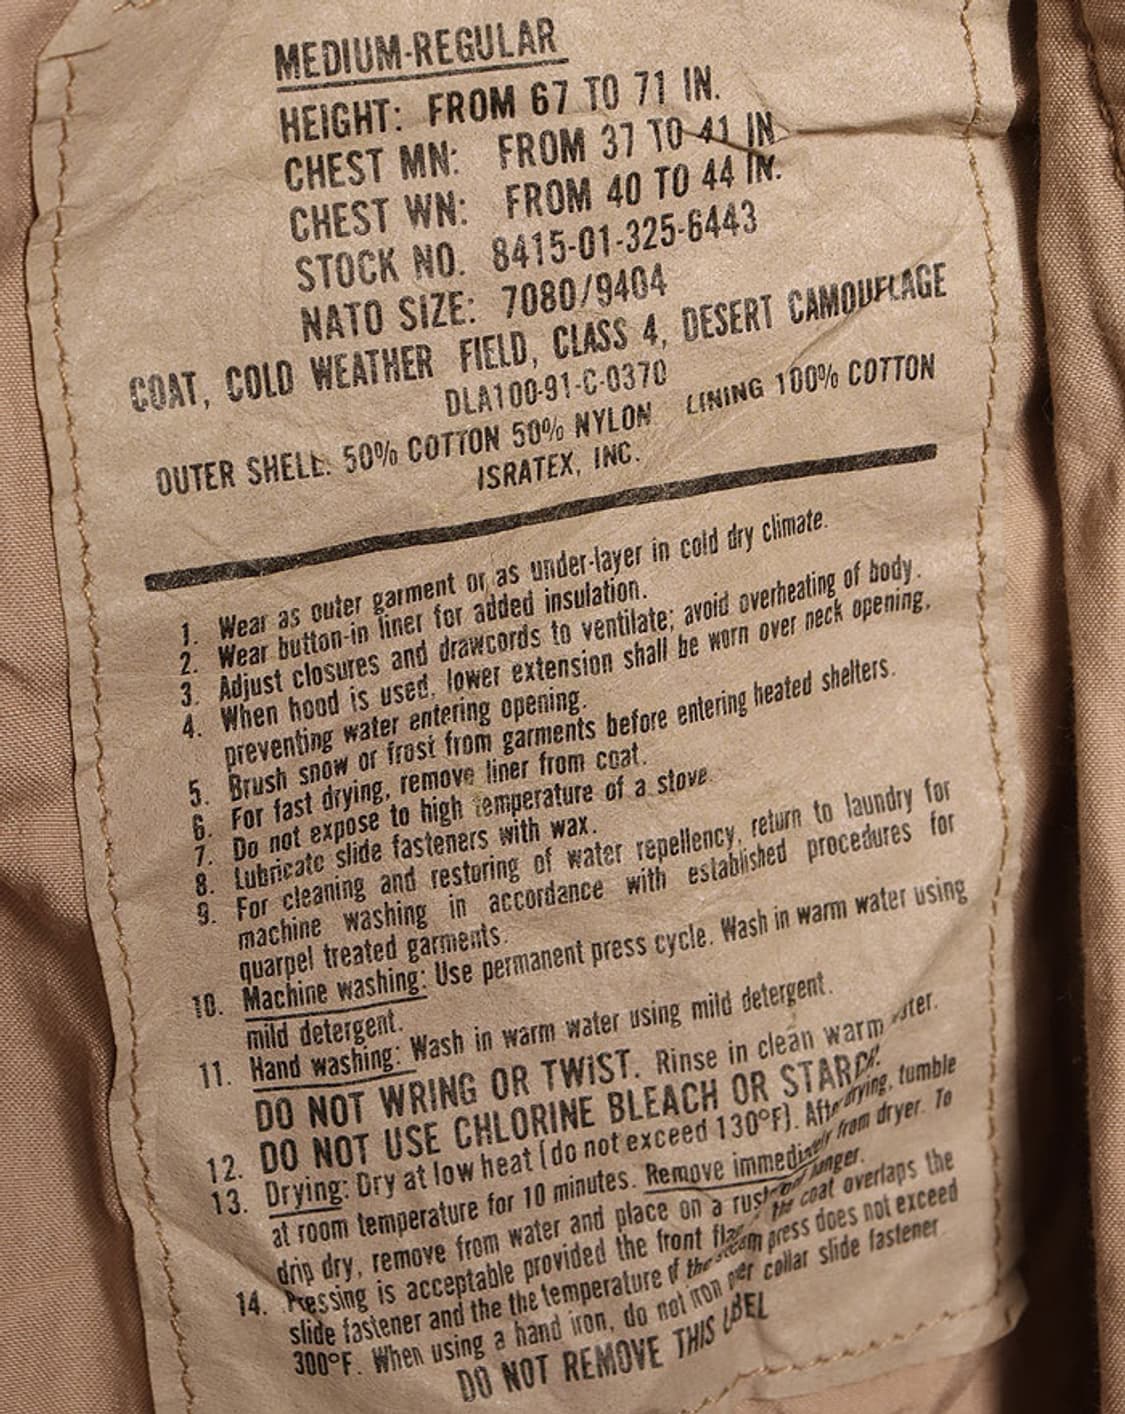 MEDIUM-REGULAR
HEIGHT: FROM 67 TO 71 IN.
CHEST MN: FROM 37 TO 41 IN
CHEST WN: FROM 40 TO 44 IN.
STOCK NO. 8415-01-325-6443
NATO SIZE: 7080/9404
COAT, COLD WEATHER FIELD, CLASS 4, DESERT CAMOUFLAGE
DLA100-91-C-0370
OUTER SHELL: 50% COTTON 50% NYLON LINING 100% COTTON
ISRATEX, INC.
1. Wear as outer garment or as under-layer in cold dry climate.
2. Wear button-in liner for added insulation.
3. Adjust closures and drawcords to ventilate; avoid overheating of body.
4. When hood is used, lower extension shall be worn over neck opening,
preventing water entering opening.
5. Brush snow or frost from garments before entering heated shelters.
6. For fast drying, remove liner from coat.
7. Do not expose to high temperature of a stove
8. Lubricate slide fasteners with wax.
9. For cleaning and restoring of water repellency, return to laundry for
machine washing in accordance with established procedures for
quarpel treated garments.
10. Machine washing: Use permanent press cycle. Wash in warm water using
mild detergent.
11. Hand washing: Wash in warm water using mild detergent.
DO NOT WRING OR TWIST. Rinse in clean warm water.
12. DO NOT USE CHLORINE BLEACH OR STARCH.
13. Drying: Dry at low heat (do not exceed 130°F). After drying, tumble
at room temperature for 10 minutes. Remove immediately from dryer. To
drip dry, remove from water and place on a hanger.
14. Pressing is acceptable provided the front flap of the coat overlaps the
slide fastener and the the temperature of the steam press does not exceed
300°F. When using a hand iron, do not iron over collar slide fastener
DO NOT REMOVE THIS LABEL